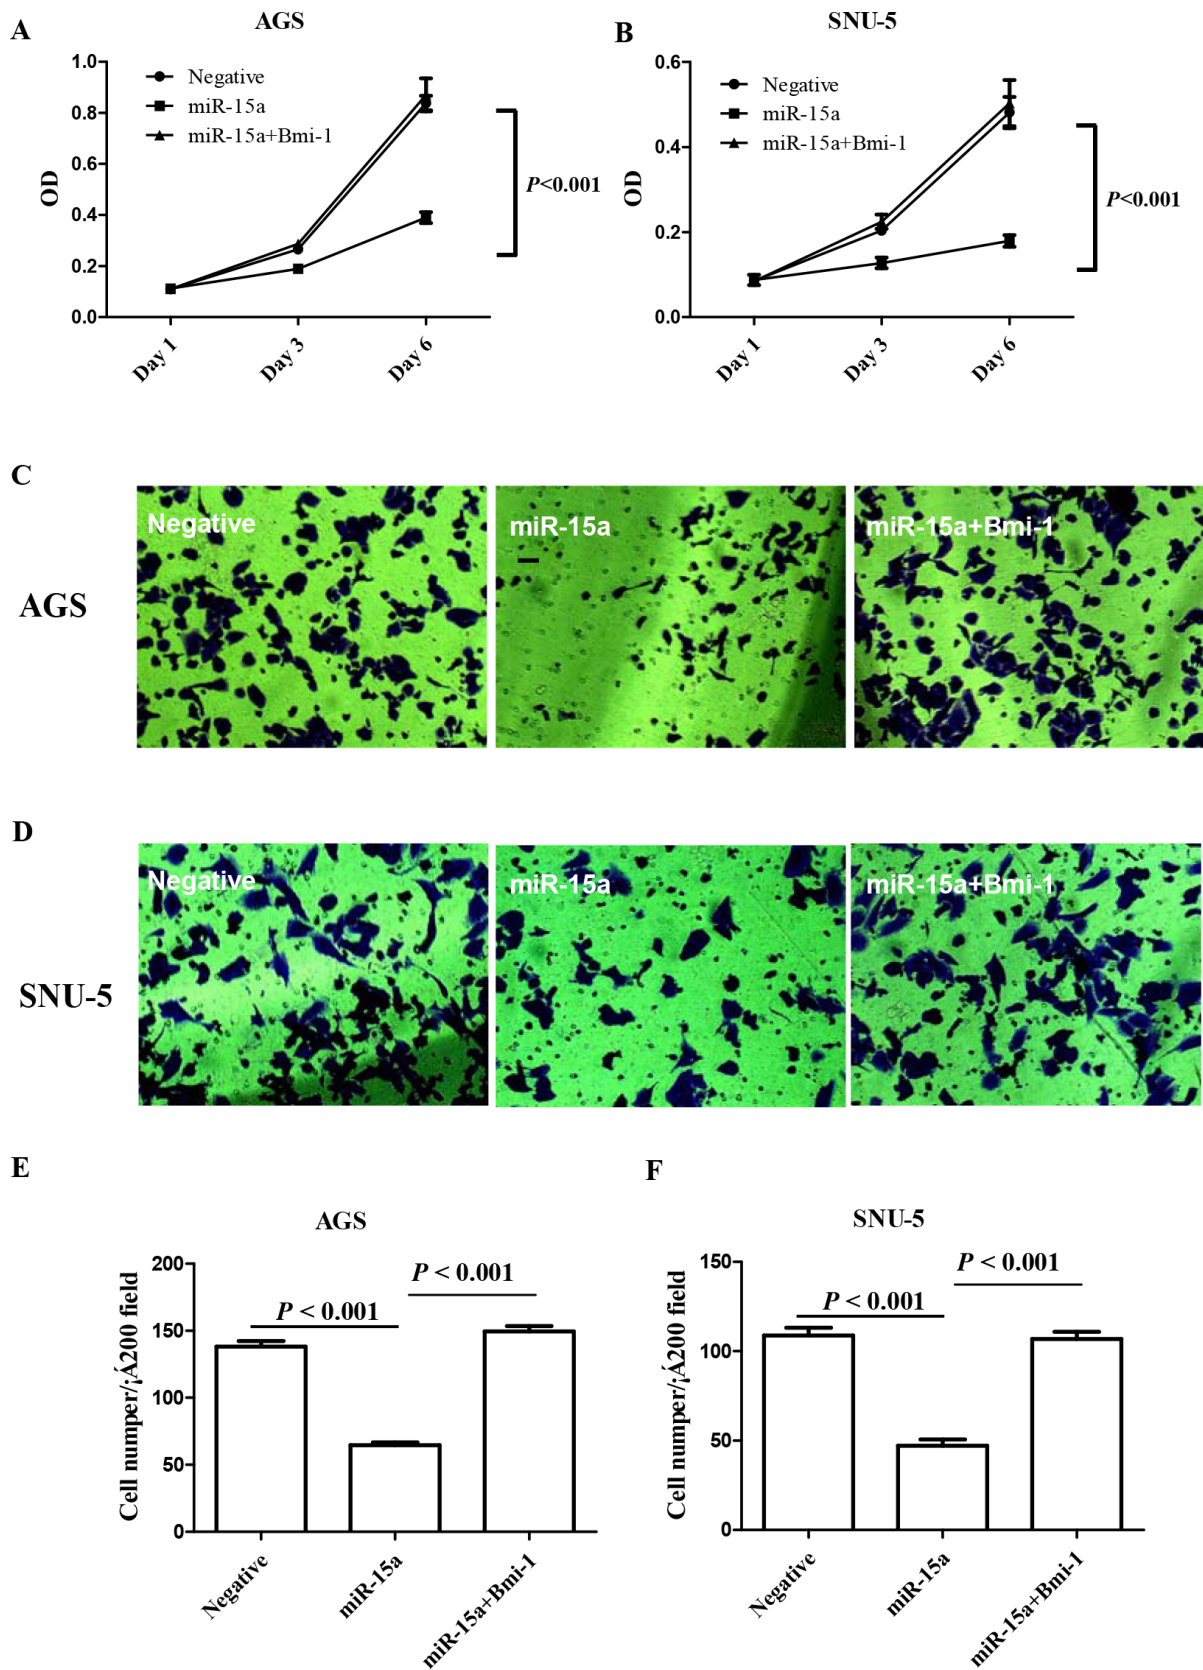 A
AGS
1.0
0.8
0.6
0.4
0.2
0.0
OD
Negative
miR-15a
miR-15a+Bmi-1
P<0.001
Day 1
Day 3
Day 6
B
SNU-5
0.6
0.4
0.2
0.0
OD
Negative
miR-15a
miR-15a+Bmi-1
P<0.001
Day 1
Day 3
Day 6
C
AGS
Negative
miR-15a
miR-15a+Bmi-1
D
SNU-5
Negative
miR-15a
miR-15a+Bmi-1
E
AGS
200
150
100
50
0
Cell numper/¡Á200 field
P < 0.001
P < 0.001
Negative
miR-15a
miR-15a+Bmi-1
F
SNU-5
150
100
50
0
Cell numper/¡Á200 field
P < 0.001
P < 0.001
Negative
miR-15a
miR-15a+Bmi-1